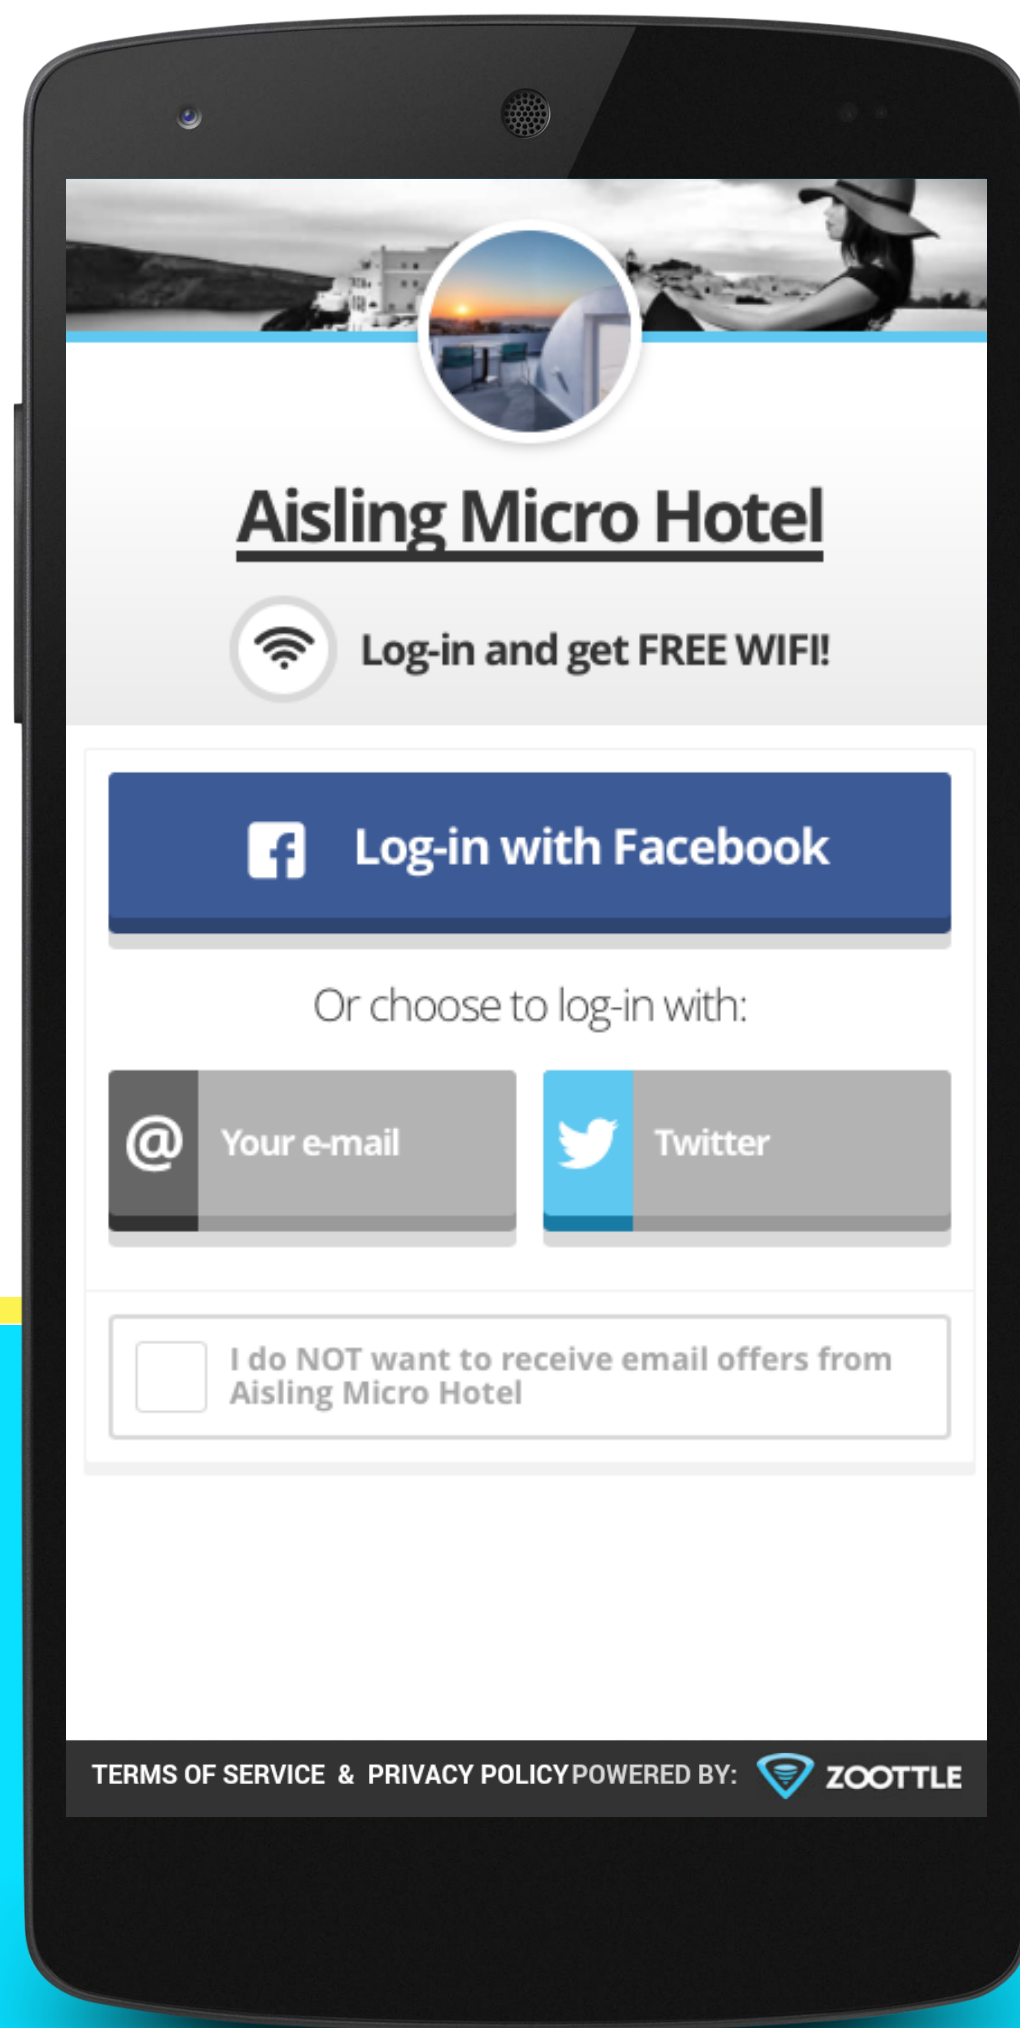 Aisling Micro Hotel
Log-in and get FREE WIFI!
Log-in with Facebook
Or choose to log-in with:
@ Your e-mail
Twitter
I do NOT want to receive email offers from
Aisling Micro Hotel
TERMS OF SERVICE & PRIVACY POLICY POWERED BY: ZOOTTLE